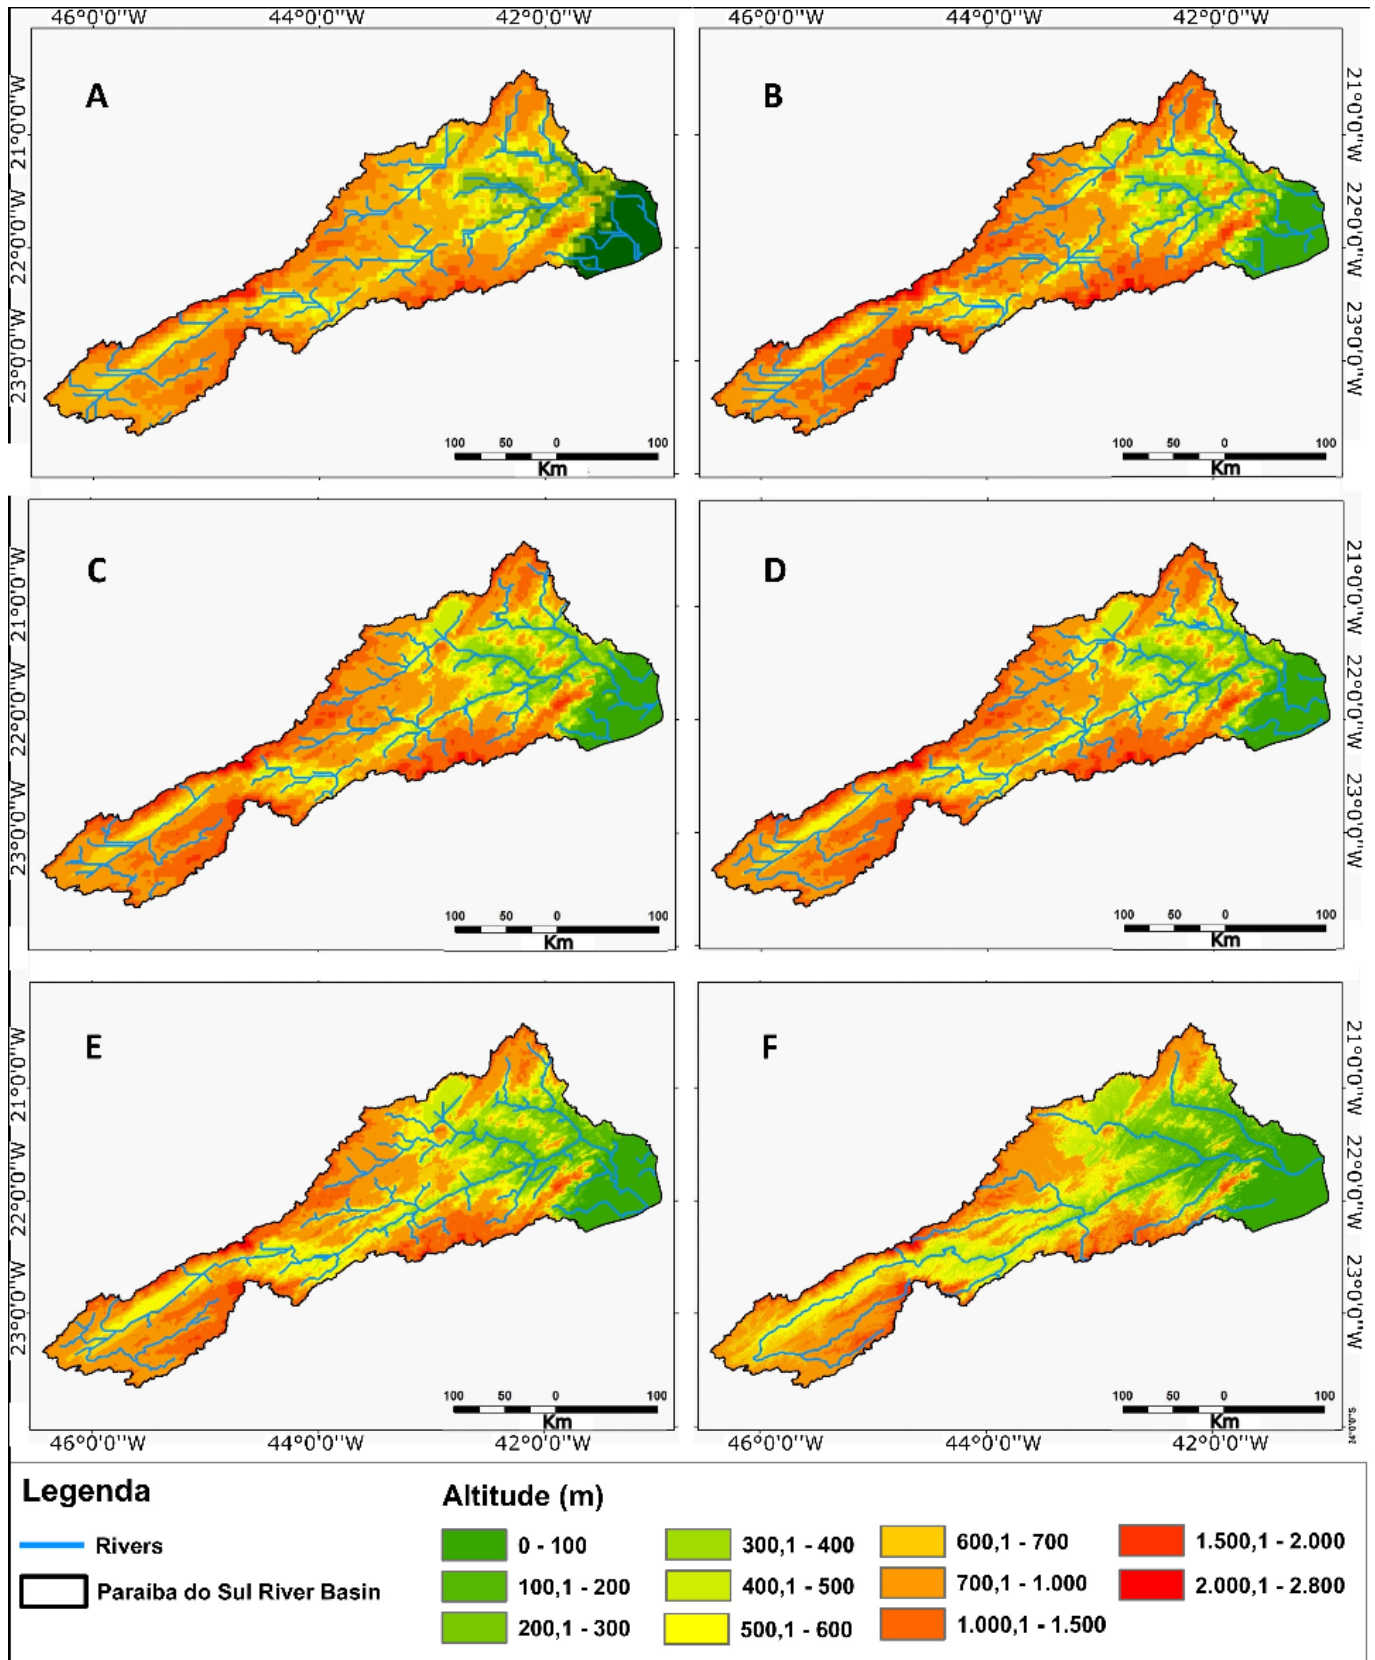 46°0'0''W 44°0'0''W 42°0'0''W 46°0'0''W 44°0'0''W 42°0'0''W
A B
21°0'0''W 22°0'0''W 23°0'0''W 21°0'0''W 22°0'0''W 23°0'0''W
100 50 0 100 100 50 0 100
Km Km
C D
21°0'0''W 22°0'0''W 23°0'0''W 21°0'0''W 22°0'0''W 23°0'0''W
100 50 0 100 100 50 0 100
Km Km
E F
21°0'0''W 22°0'0''W 23°0'0''W 21°0'0''W 22°0'0''W 23°0'0''W
100 50 0 100 100 50 0 100
Km Km
46°0'0''W 44°0'0''W 42°0'0''W 46°0'0''W 44°0'0''W 42°0'0''W
Legenda
Rivers
Paraíba do Sul River Basin
Altitude (m)
0 - 100
100,1 - 200
200,1 - 300
300,1 - 400
400,1 - 500
500,1 - 600
600,1 - 700
700,1 - 1.000
1.000,1 - 1.500
1.500,1 - 2.000
2.000,1 - 2.800